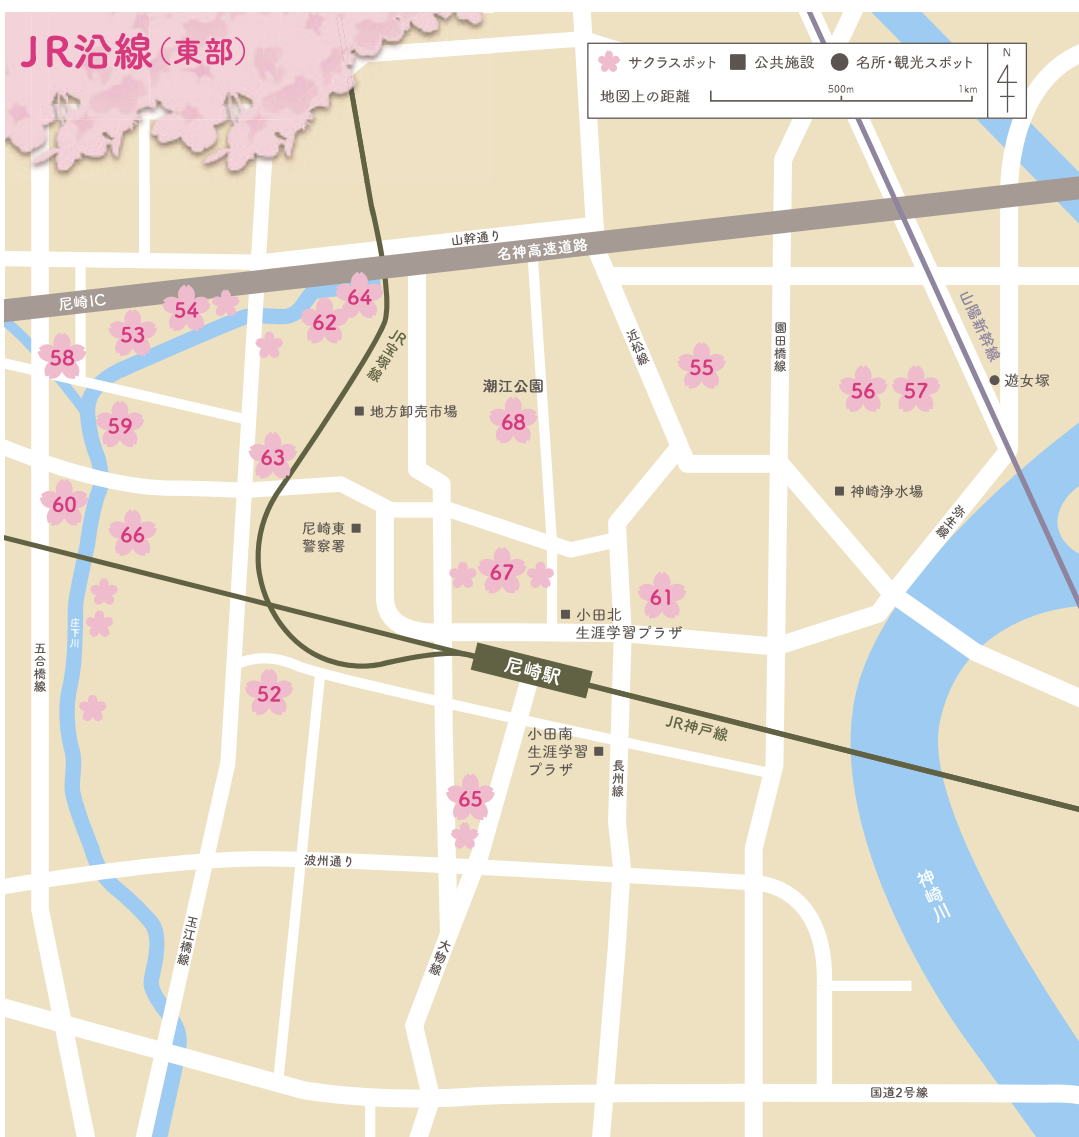 JR沿線（東部）
サクラスポット
公共施設
名所・観光スポット
N
地図上の距離
500m
1km
山幹通り
名神高速道路
尼崎IC
54
64
62
53
58
JR宝塚線
近松線
園田橋線
山陽新幹線
55
56
57
遊女塚
潮江公園
68
地方卸売市場
59
63
60
66
神崎浄水場
弥生線
尼崎東
警察署
67
61
小田北
生涯学習プラザ
庄下川
五合橋線
52
尼崎駅
JR神戸線
小田南
生涯学習
プラザ
長州線
65
波州通り
神崎川
玉江橋線
大物線
国道2号線